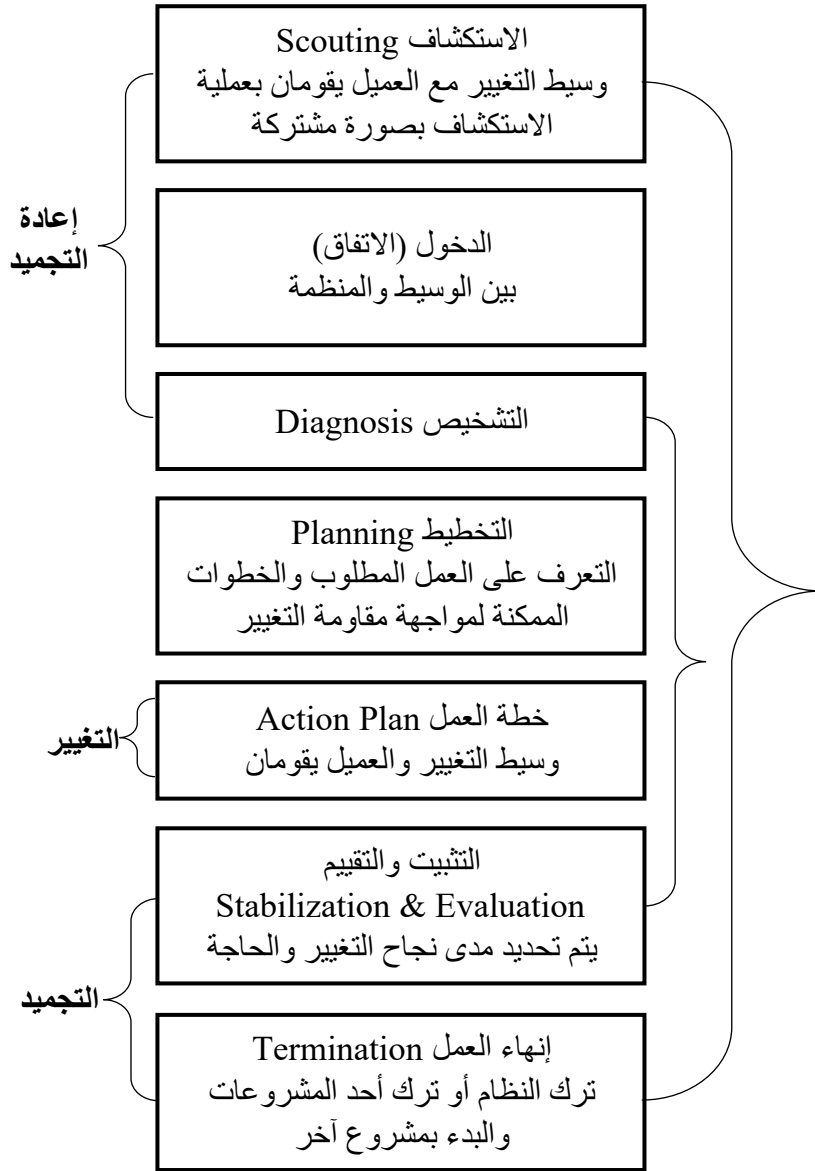 الاستكشاف Scouting
وسيط التغيير مع العميل يقومان بعملية
الاستكشاف بصورة مشتركة
إعادة
التجميد
الدخول (الاتفاق)
بين الوسيط والمنظمة
التشخيص Diagnosis
التخطيط Planning
التعرف على العمل المطلوب والخطوات
الممكنة لمواجهة مقاومة التغيير
التغيير
خطة العمل Action Plan
وسيط التغيير والعميل يقومان
التثبيت والتقييم
Stabilization & Evaluation
يتم تحديد مدى نجاح التغيير والحاجة
التجميد
إنهاء العمل Termination
ترك النظام أو ترك أحد المشروعات
والبدء بمشروع آخر